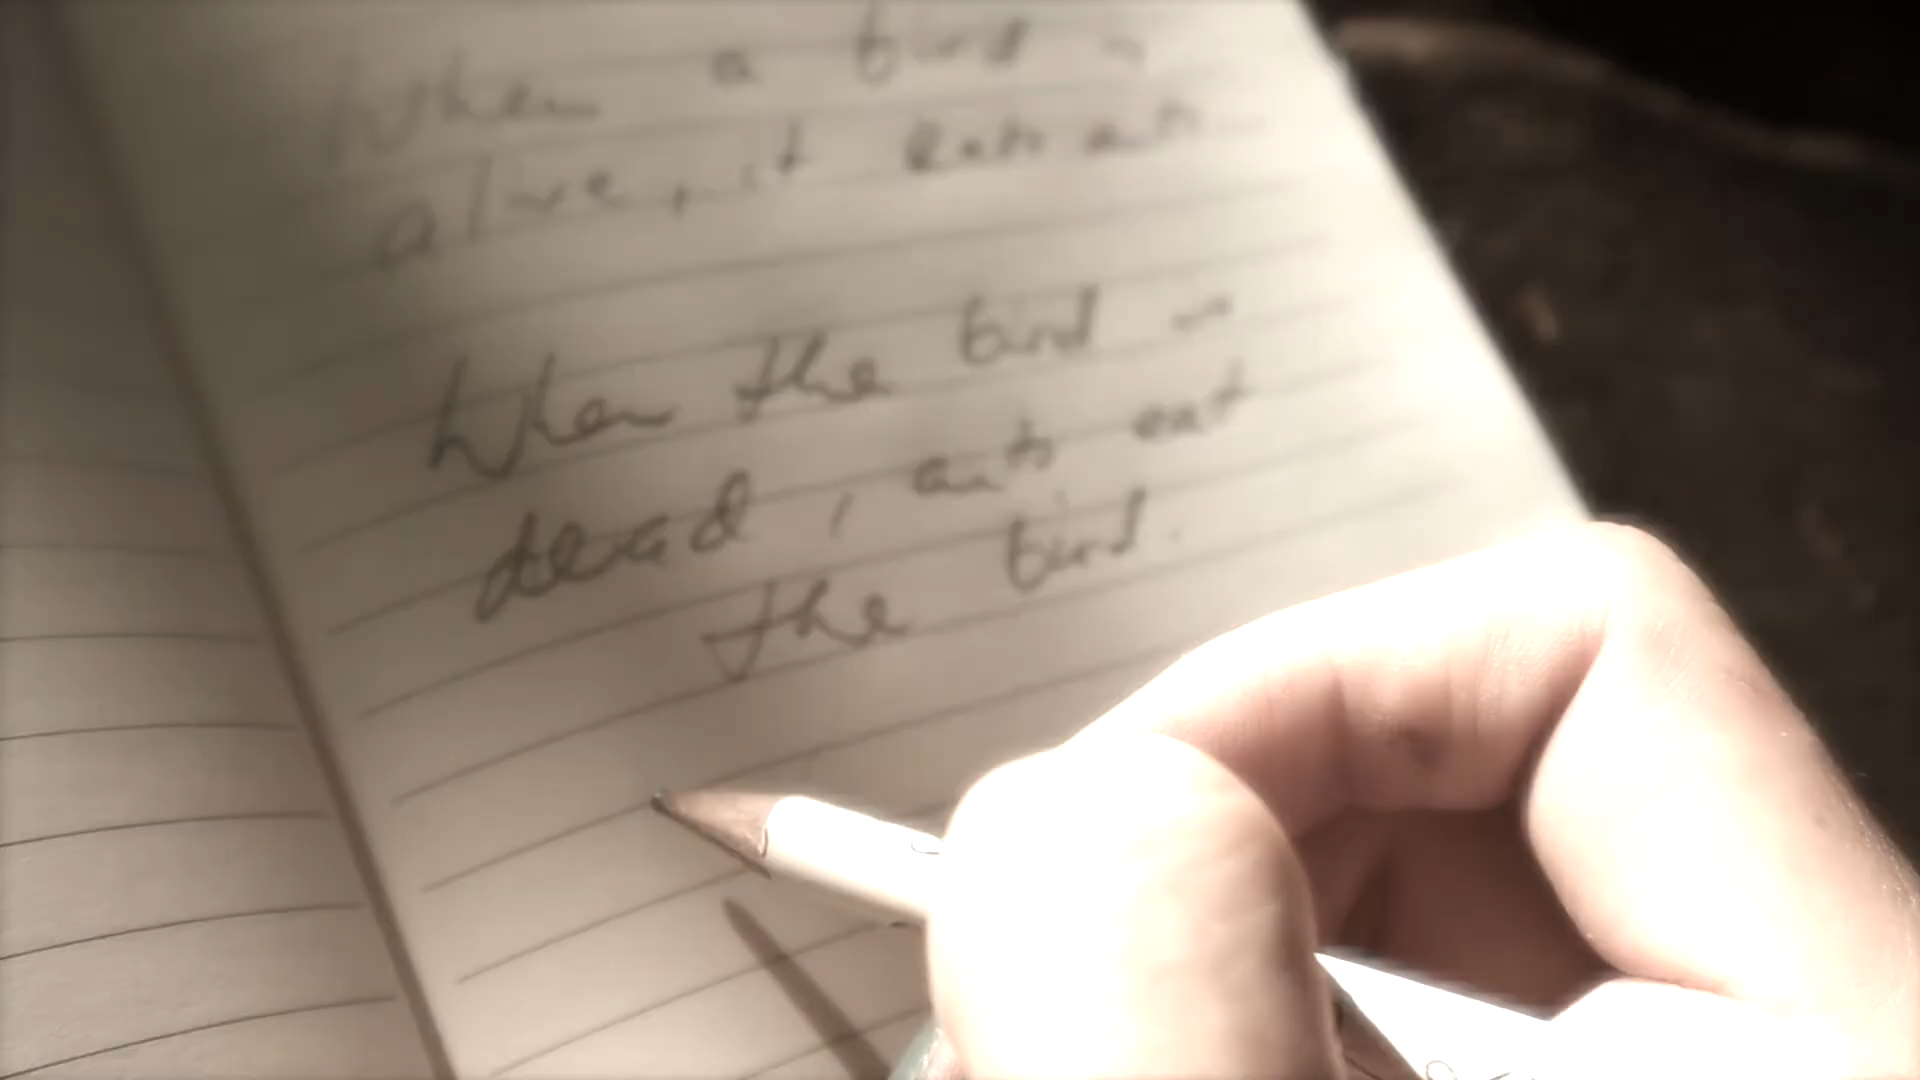 When a bird is
alive, it eats ants...
When the bird is
dead, ants eat
the bird.